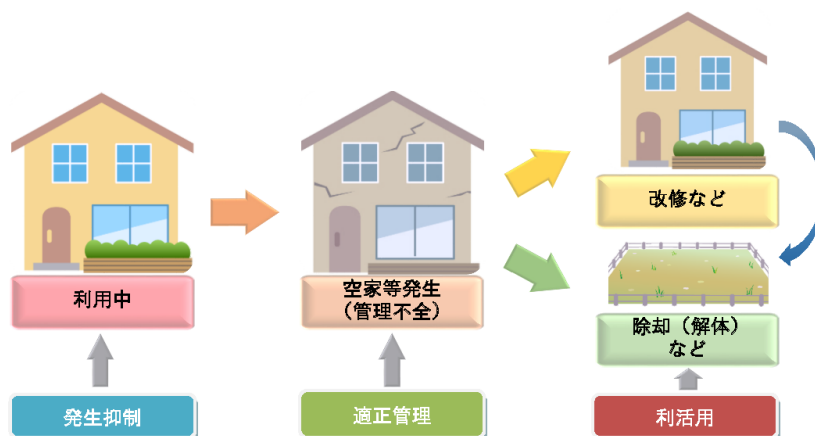 利用中
空家等発生
（管理不全）
改修など
除却（解体）
など
発生抑制
適正管理
利活用